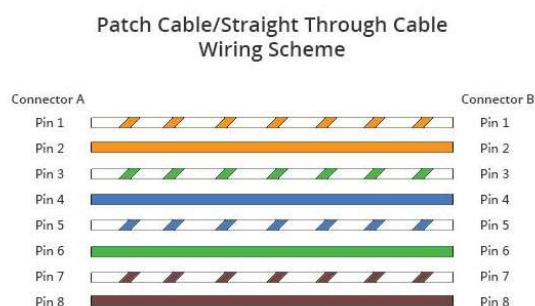 Patch Cable/Straight Through Cable
Wiring Scheme
Connector A Connector B
Pin 1 Pin 1
Pin 2 Pin 2
Pin 3 Pin 3
Pin 4 Pin 4
Pin 5 Pin 5
Pin 6 Pin 6
Pin 7 Pin 7
Pin 8 Pin 8